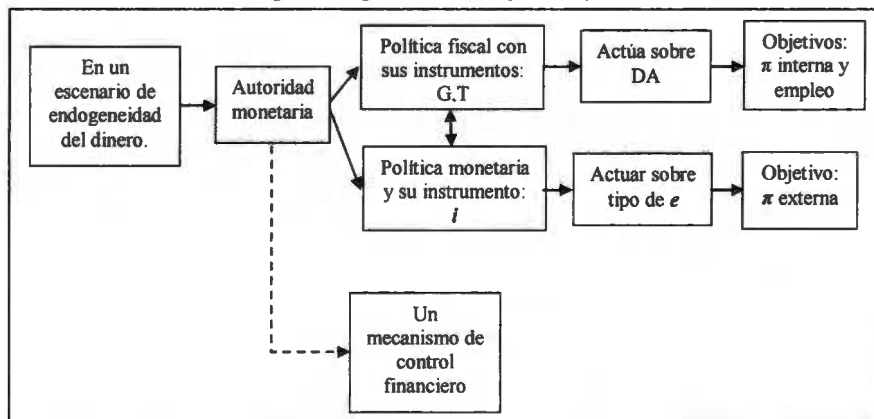 En un
escenario de
endogeneidad
del dinero.
Autoridad
monetaria
Política fiscal con
sus instrumentos:
G,T
Actúa sobre
DA
Objetivos:
π interna y
empleo
Política monetaria
y su instrumento:
i
Actuar sobre
tipo de e
Objetivo:
π externa
Un
mecanismo de
control
financiero